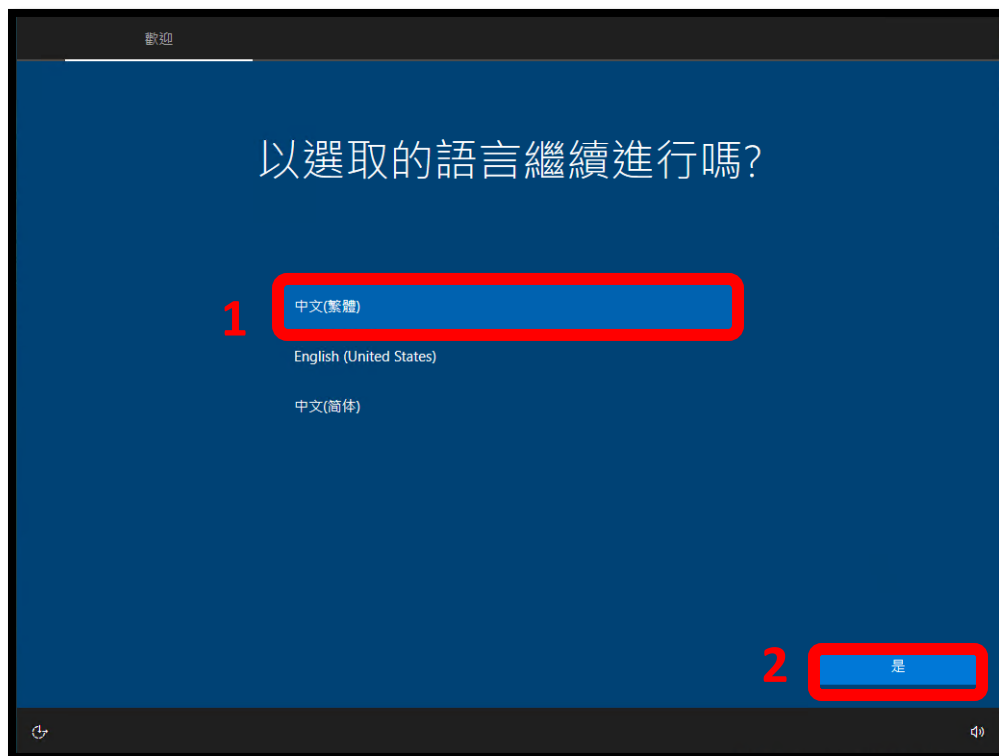 歡迎
以選取的語言繼續進行嗎?
1
中文(繁體)
English (United States)
中文(简体)
2
是